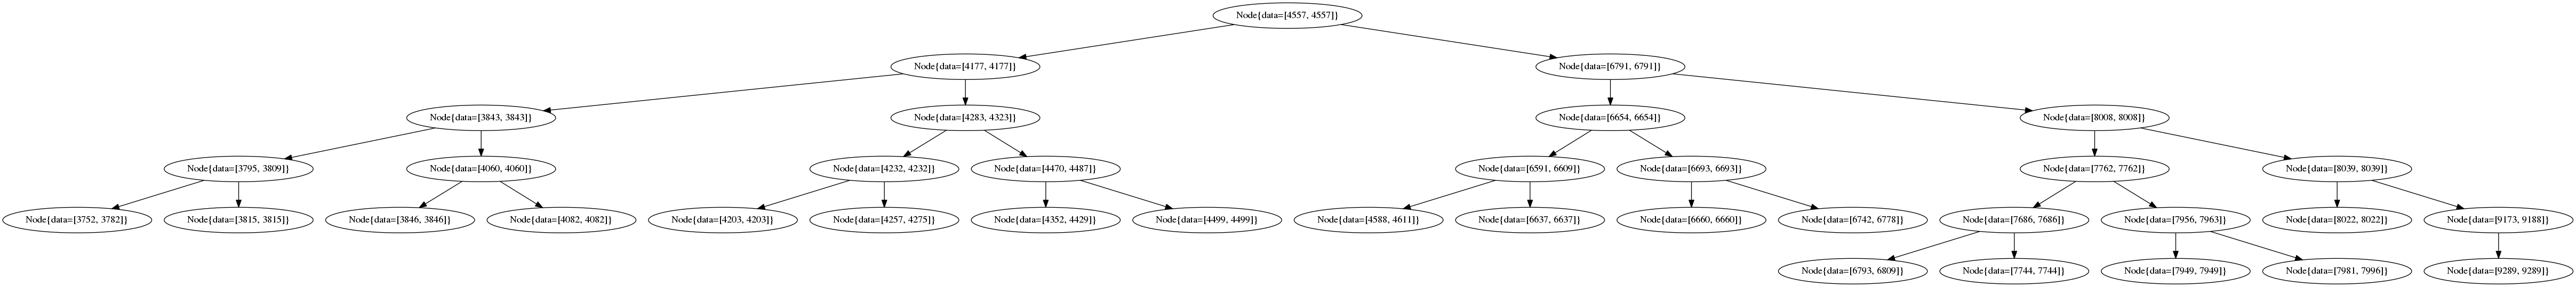 Node{data=[4557, 4557]}
Node{data=[4177, 4177]}
Node{data=[6791, 6791]}
Node{data=[3843, 3843]}
Node{data=[4283, 4323]}
Node{data=[6654, 6654]}
Node{data=[8008, 8008]}
Node{data=[3795, 3809]}
Node{data=[4060, 4060]}
Node{data=[4232, 4232]}
Node{data=[4470, 4487]}
Node{data=[6591, 6609]}
Node{data=[6693, 6693]}
Node{data=[7762, 7762]}
Node{data=[8039, 8039]}
Node{data=[3752, 3782]}
Node{data=[3815, 3815]}
Node{data=[3846, 3846]}
Node{data=[4082, 4082]}
Node{data=[4203, 4203]}
Node{data=[4257, 4275]}
Node{data=[4352, 4429]}
Node{data=[4499, 4499]}
Node{data=[4588, 4611]}
Node{data=[6637, 6637]}
Node{data=[6660, 6660]}
Node{data=[6742, 6778]}
Node{data=[7686, 7686]}
Node{data=[7956, 7963]}
Node{data=[8022, 8022]}
Node{data=[9173, 9188]}
Node{data=[6793, 6809]}
Node{data=[7744, 7744]}
Node{data=[7949, 7949]}
Node{data=[7981, 7996]}
Node{data=[9289, 9289]}